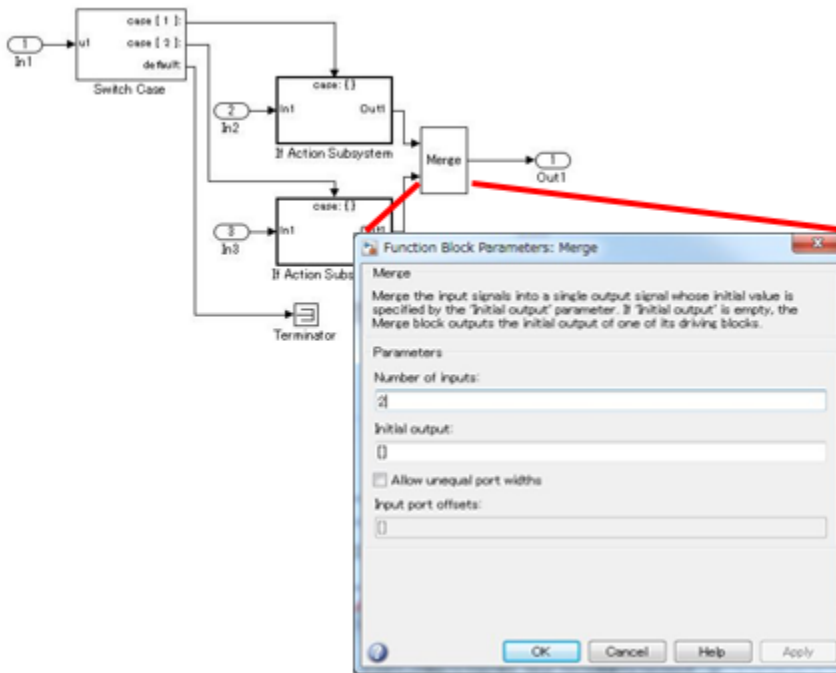 case [ 1 ]:
1
u1
case [ 2 ]:
In1
default:
Switch Case
case: {}
2
In1
Out1
In2
If Action Subsystem
Merge
1
Out1
case: {}
3
In1
Out1
In3
If Action Subs
Terminator
Function Block Parameters: Merge
Merge
Merge the input signals into a single output signal whose initial value is
specified by the "Initial output" parameter. If "Initial output" is empty, the
Merge block outputs the initial output of one of its driving blocks.
Parameters
Number of inputs:
2
Initial output:
[]
Allow unequal port widths
Input port offsets:
[]
OK Cancel Help Apply